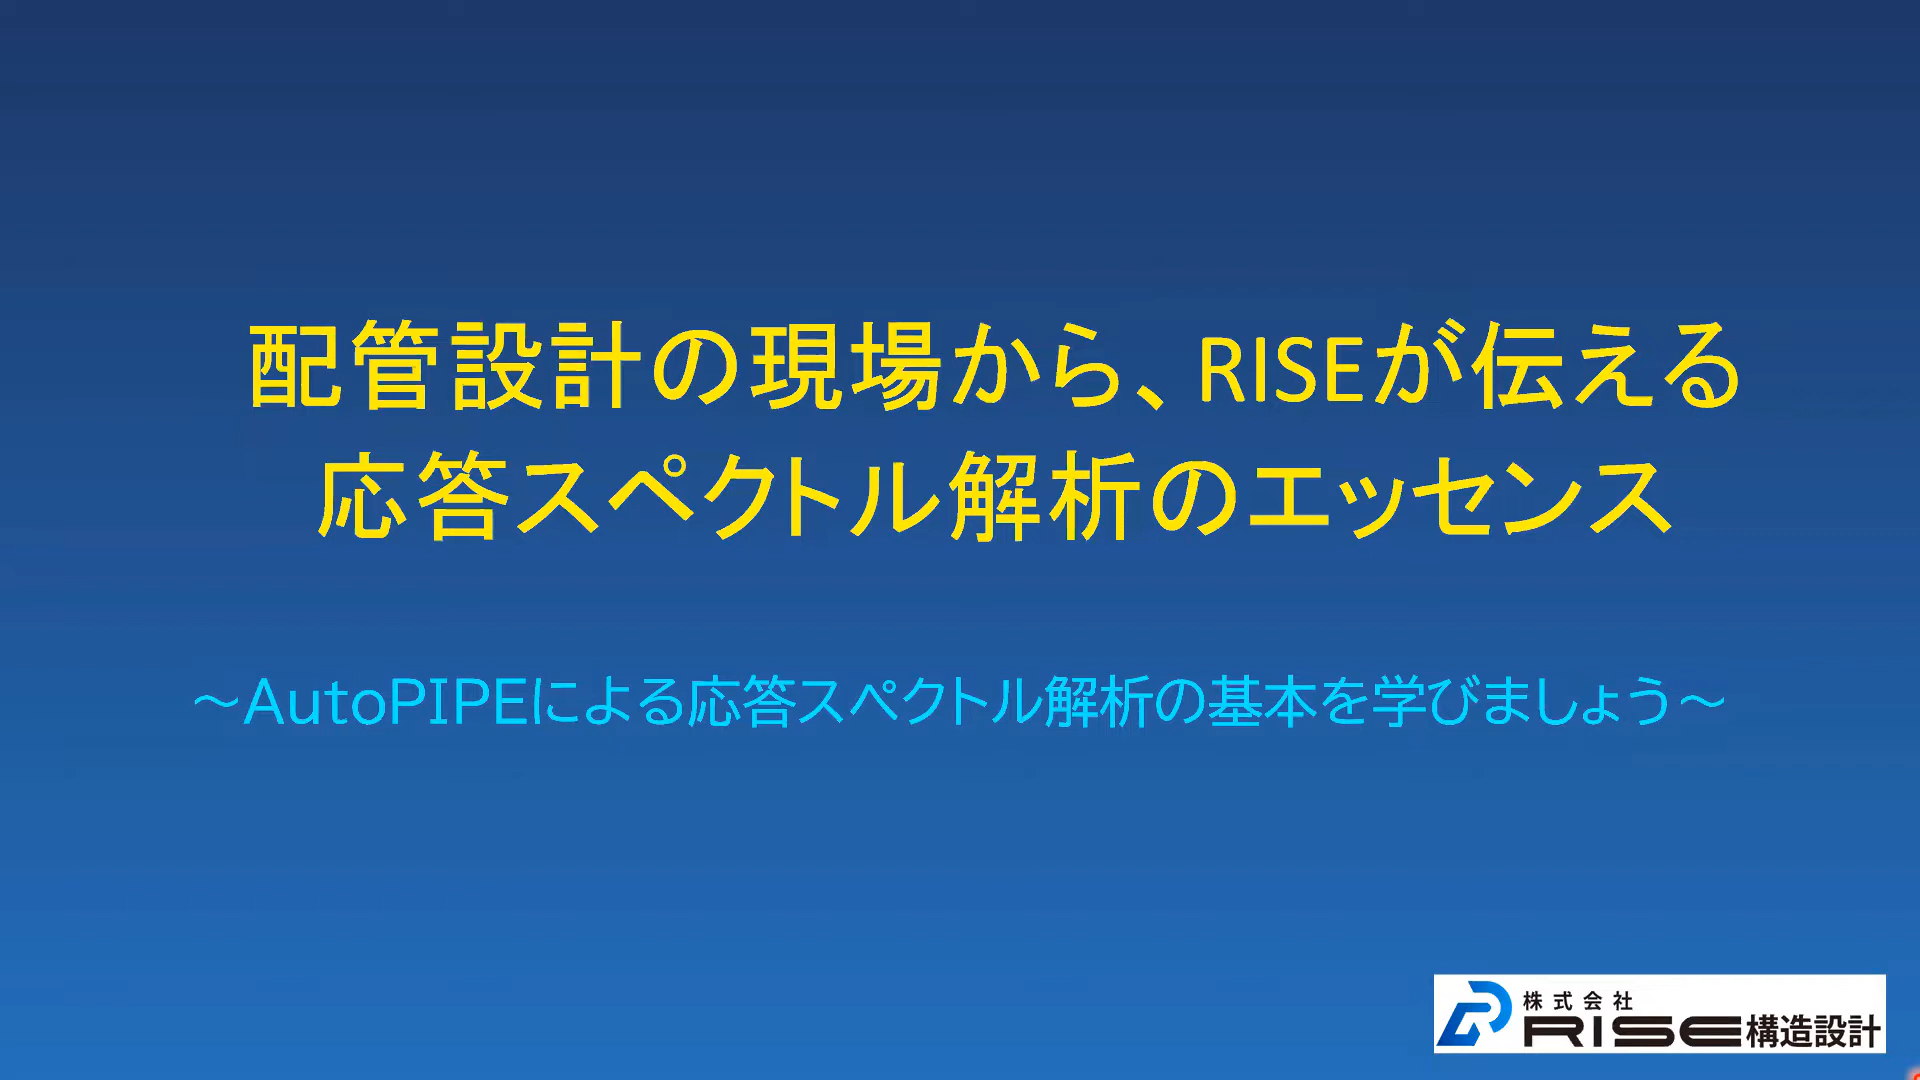 配管設計の現場から、RISEが伝える
応答スペクトル解析のエッセンス
～AutoPIPEによる応答スペクトル解析の基本を学びましょう～
株式会社
RISE構造設計